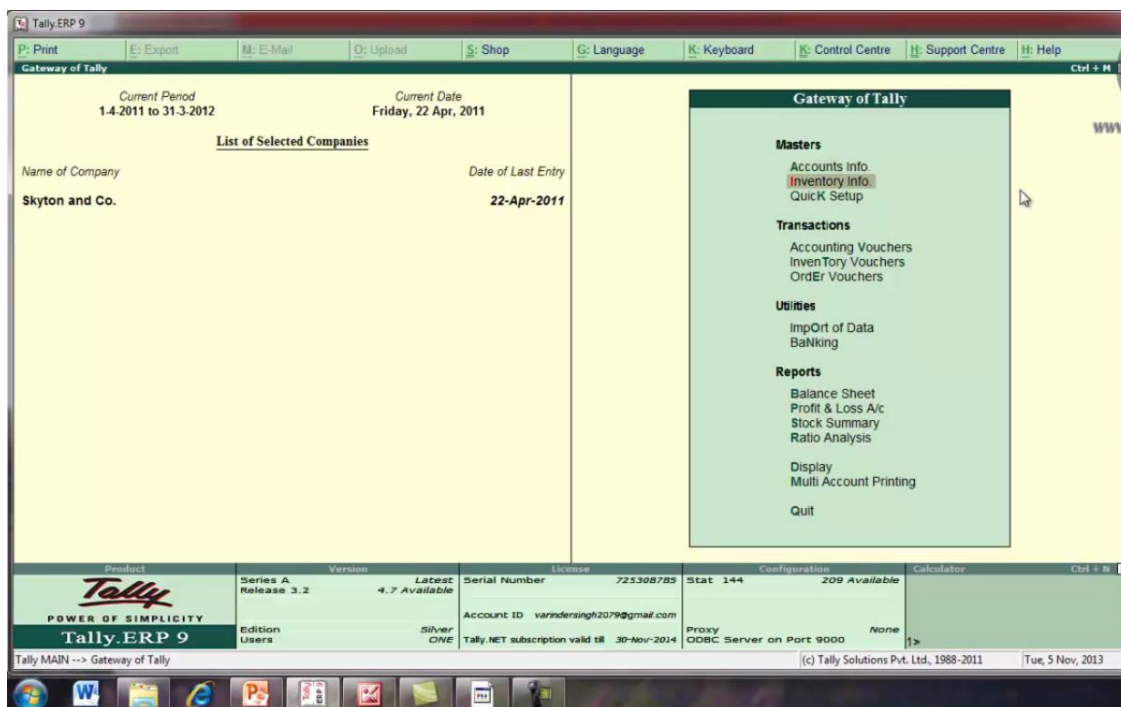 Tally.ERP 9
P: Print E: Export M: E-Mail O: Upload S: Shop G: Language K: Keyboard K: Control Centre H: Support Centre H: Help
Gateway of Tally Ctrl + M
Current Period Current Date
1-4-2011 to 31-3-2012 Friday, 22 Apr, 2011
List of Selected Companies
Name of Company Date of Last Entry
Skyton and Co. 22-Apr-2011
Gateway of Tally
www
Masters
Accounts Info.
Inventory Info.
QuicK Setup
Transactions
Accounting Vouchers
InvenTory Vouchers
OrdEr Vouchers
Utilities
ImpOrt of Data
BaNking
Reports
Balance Sheet
Profit & Loss A/c
Stock Summary
Ratio Analysis
Display
Multi Account Printing
Quit
Product Version License Configuration Calculator Ctrl + N
Tally
POWER OF SIMPLICITY
Tally.ERP 9
Series A Latest
Release 3.2 4.7 Available
Edition Silver
Users ONE
Serial Number 725308785
Account ID varindersingh2079@gmail.com
Tally.NET subscription valid till 30-Nov-2014
Stat 144 209 Available
Proxy None
ODBC Server on Port 9000
1>
Tally MAIN --> Gateway of Tally (c) Tally Solutions Pvt. Ltd., 1988-2011 Tue, 5 Nov, 2013